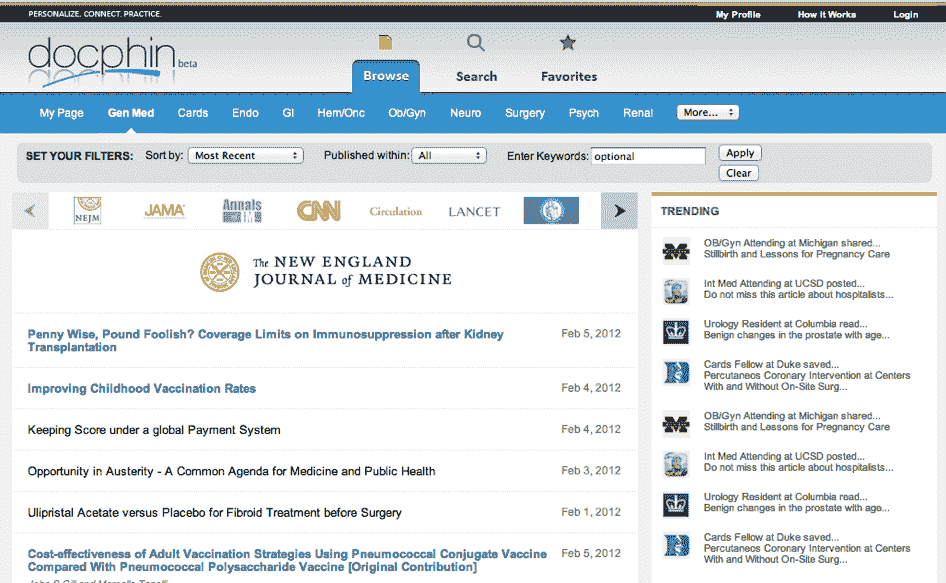 PERSONALIZE. CONNECT. PRACTICE.
My Profile How It Works Login
docphin beta
Browse Search Favorites
My Page Gen Med Cards Endo GI Hem/Onc Ob/Gyn Neuro Surgery Psych Renal More...
SET YOUR FILTERS: Sort by: Most Recent Published within: All Enter Keywords: optional Apply
Clear
NEJM JAMA Annals IM CNN Circulation LANCET
The NEW ENGLAND
JOURNAL of MEDICINE
Penny Wise, Pound Foolish? Coverage Limits on Immunosuppression after Kidney
Transplantation
Feb 5, 2012
Improving Childhood Vaccination Rates Feb 4, 2012
Keeping Score under a global Payment System Feb 4, 2012
Opportunity in Austerity - A Common Agenda for Medicine and Public Health Feb 3, 2012
Ulipristal Acetate versus Placebo for Fibroid Treatment before Surgery Feb 1, 2012
Cost-effectiveness of Adult Vaccination Strategies Using Pneumococcal Conjugate Vaccine
Compared With Pneumococcal Polysaccharide Vaccine [Original Contribution]
Feb 5, 2012
TRENDING
OB/Gyn Attending at Michigan shared...
Stillbirth and Lessons for Pregnancy Care
Int Med Attending at UCSD posted...
Do not miss this article about hospitalists...
Urology Resident at Columbia read...
Benign changes in the prostate with age...
Cards Fellow at Duke saved...
Percutaneos Coronary Intervention at Centers
With and Without On-Site Surg...
OB/Gyn Attending at Michigan shared...
Stillbirth and Lessons for Pregnancy Care
Int Med Attending at UCSD posted...
Do not miss this article about hospitalists...
Urology Resident at Columbia read...
Benign changes in the prostate with age...
Cards Fellow at Duke saved...
Percutaneos Coronary Intervention at Centers
With and Without On-Site Surg...